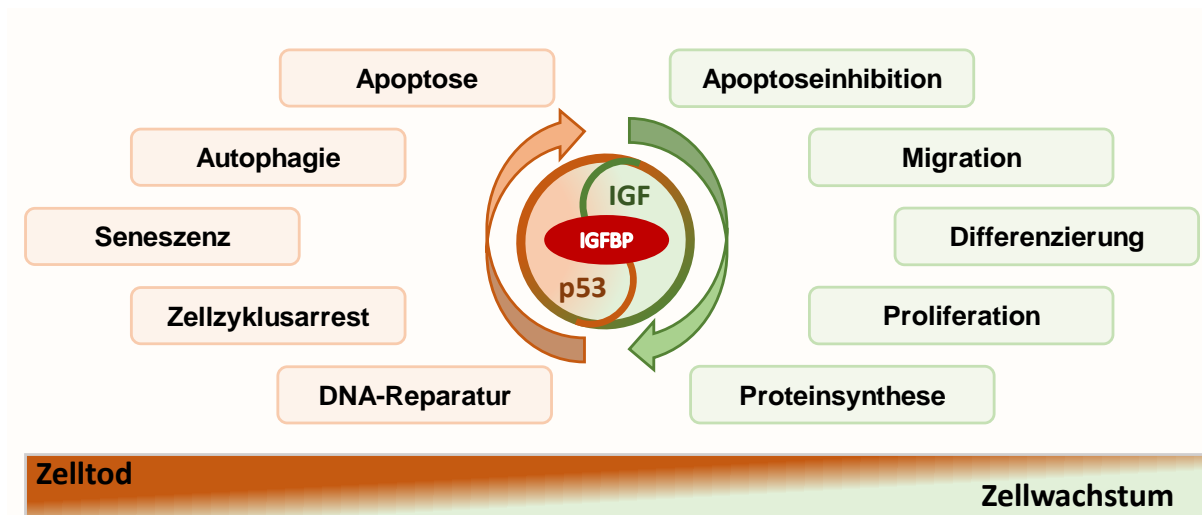 Apoptose
Apoptoseinhibition
Autophagie
Migration
IGF
Seneszenz
IGFBP
Differenzierung
p53
Zellzyklusarrest
Proliferation
DNA-Reparatur
Proteinsynthese
Zelltod
Zellwachstum